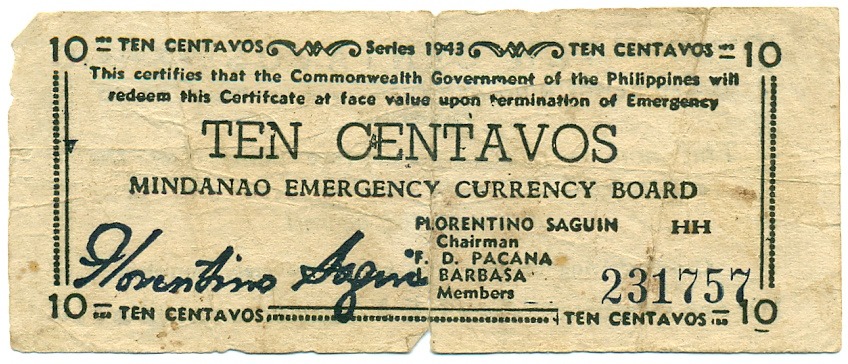 10 TEN CENTAVOS Series 1943 TEN CENTAVOS 10
This certifies that the Commonwealth Government of the Philippines will
redeem this Certifcate at face value upon termination of Emergency
TEN CENTAVOS
MINDANAO EMERGENCY CURRENCY BOARD
FLORENTINO SAGUIN HH
Chairman
F. D. PACANA
BARBASA
Members
Florentino Saguin
231757
10 TEN CENTAVOS TEN CENTAVOS 10